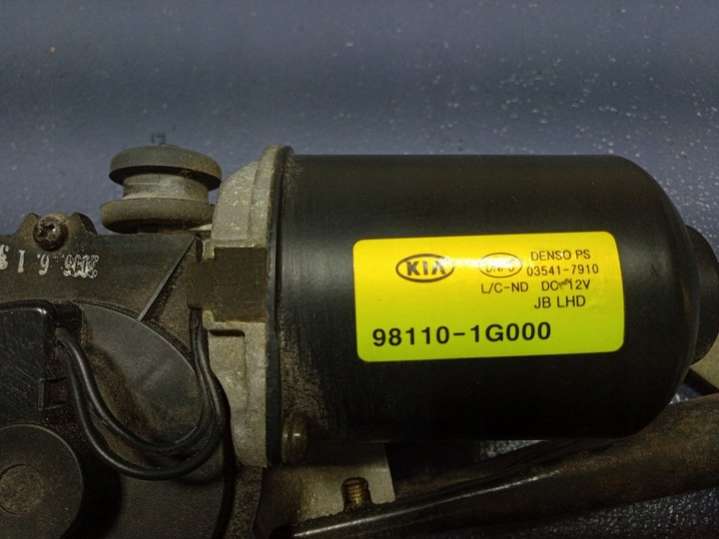 KIA DENSO PS
03541-7910
L/C-ND DC 12V
JB LHD
98110-1G000